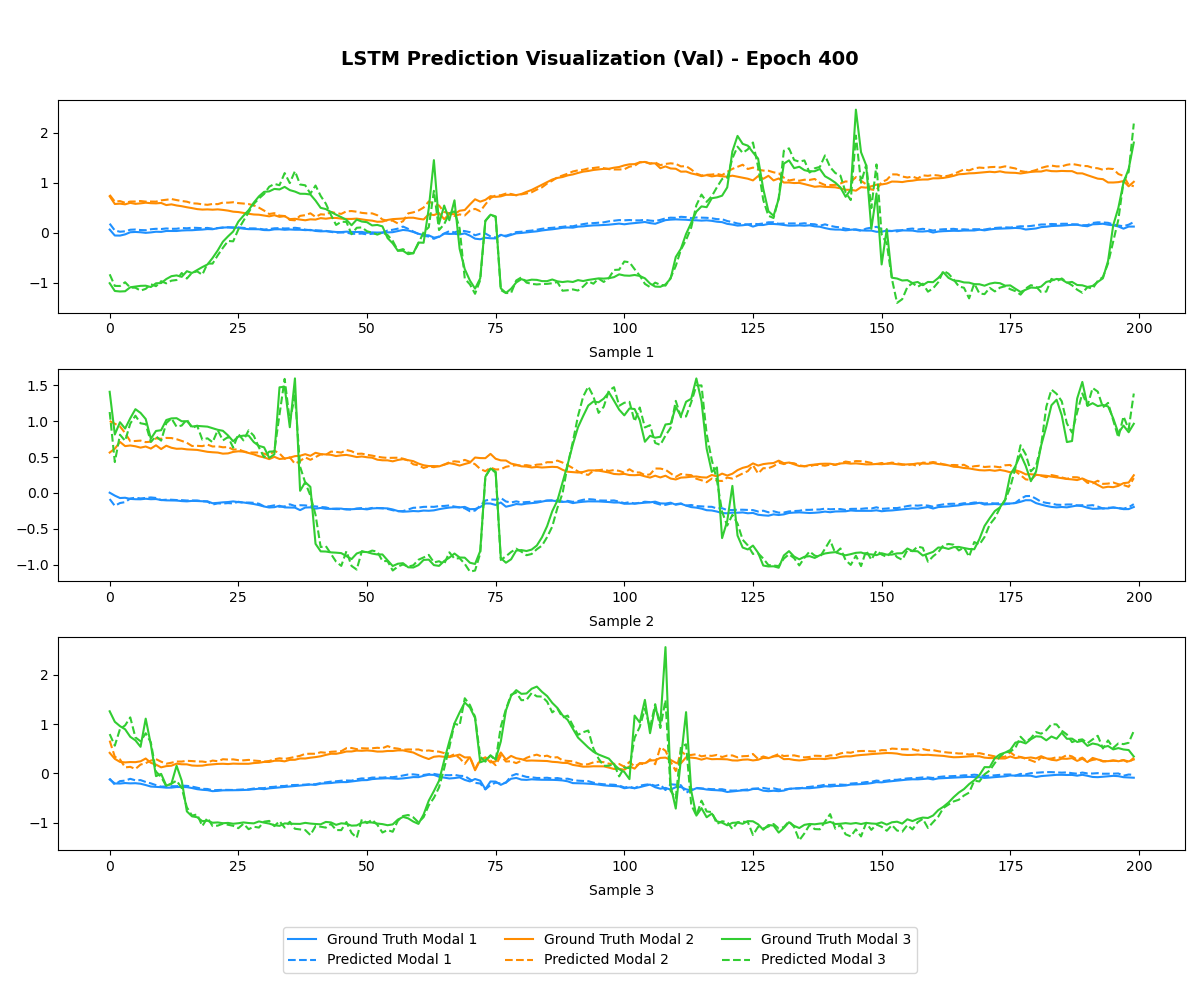 LSTM Prediction Visualization (Val) - Epoch 400
2
1
0
−1
0 25 50 75 100 125 150 175 200
Sample 1
1.5
1.0
0.5
0.0
−0.5
−1.0
0 25 50 75 100 125 150 175 200
Sample 2
2
1
0
−1
0 25 50 75 100 125 150 175 200
Sample 3
Ground Truth Modal 1 Ground Truth Modal 2 Ground Truth Modal 3
Predicted Modal 1 Predicted Modal 2 Predicted Modal 3